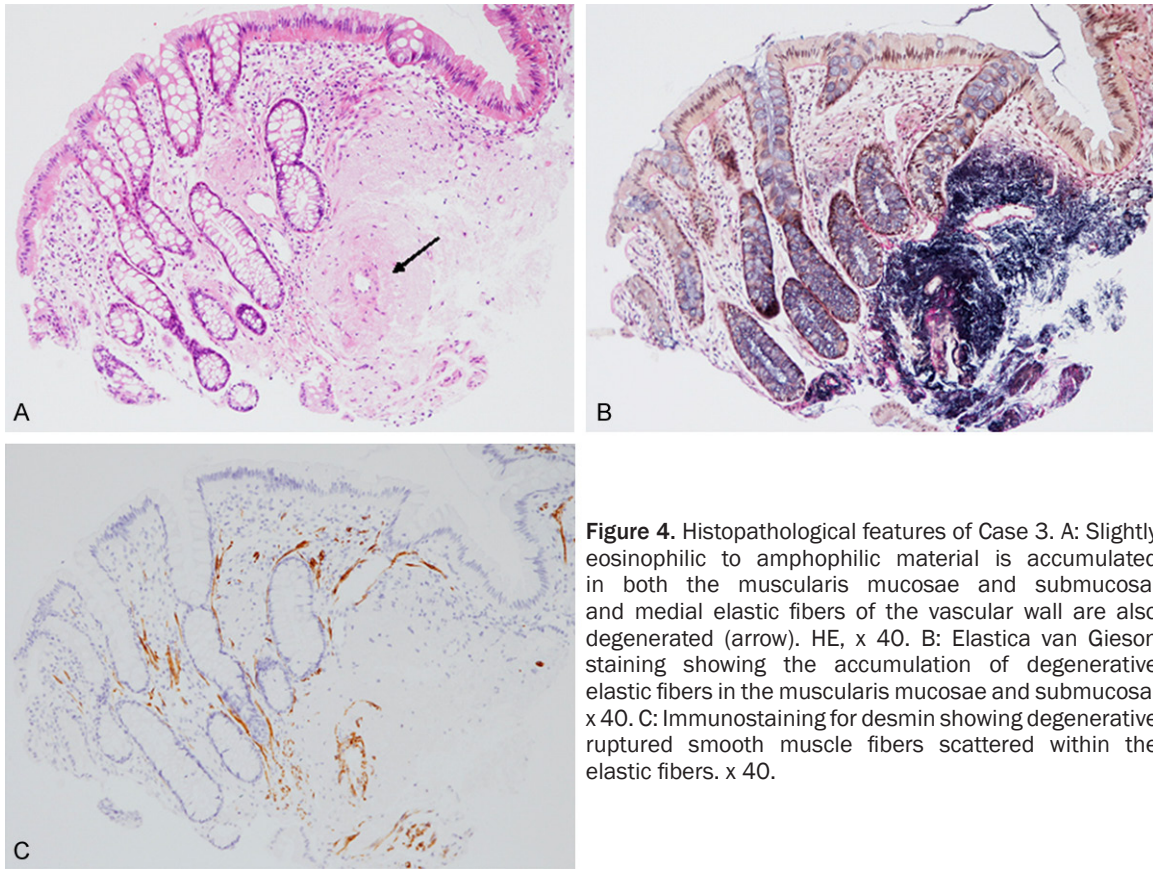 A
B
C
Figure 4. Histopathological features of Case 3. A: Slightly
eosinophilic to amphophilic material is accumulated
in both the muscularis mucosae and submucosa
and medial elastic fibers of the vascular wall are also
degenerated (arrow). HE, x 40. B: Elastica van Gieson
staining showing the accumulation of degenerative
elastic fibers in the muscularis mucosae and submucosa
x 40. C: Immunostaining for desmin showing degenerative
ruptured smooth muscle fibers scattered within the
elastic fibers. x 40.